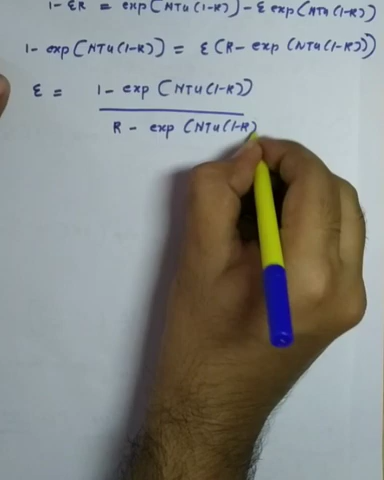 1 - εR = exp(NTu(1-R)) - ε exp(NTu(1-R))
1 - exp(NTu(1-R)) = ε(R - exp(NTu(1-R)))
ε = 1 - exp(NTu(1-R))
R - exp(NTu(1-R)